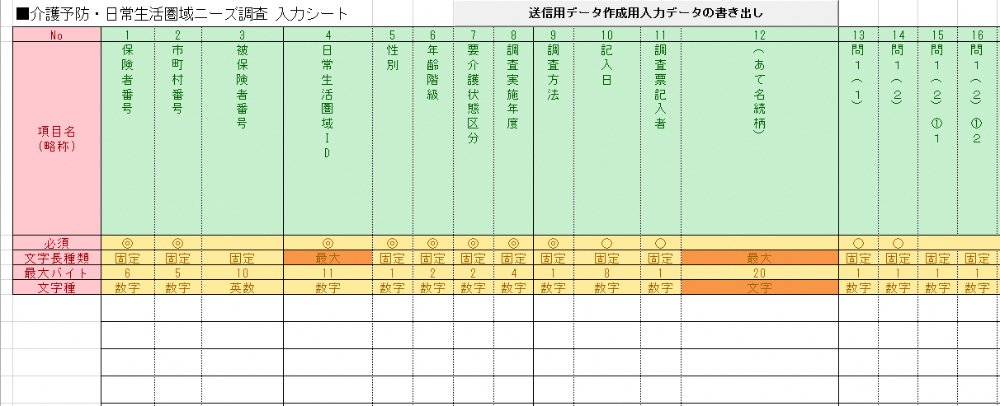 ■介護予防・日常生活圏域ニーズ調査 入力シート
送信用データ作成用入力データの書き出し
No 1 2 3 4 5 6 7 8 9 10 11 12 13 14 15 16
項目名
(略称)
保険者番号
市町村番号
被保険者番号
日常生活圏域ID
性別
年齢階級
要介護状態区分
調査実施年度
調査方法
記入日
調査票記入者
(あて名続柄)
問1(1)
問1(2)
問1(2)①1
問1(2)①2
必須 ◎ ◎ ◎ ◎ ◎ ◎ ◎ ◎ ○ ○ ○ ○
文字長種類 固定 固定 固定 最大 固定 固定 固定 固定 固定 固定 固定 最大 固定 固定 固定 固定
最大バイト 6 5 10 11 1 2 2 4 1 8 1 20 1 1 1 1
文字種 数字 数字 英数 数字 数字 数字 数字 数字 数字 数字 数字 文字 数字 数字 数字 数字